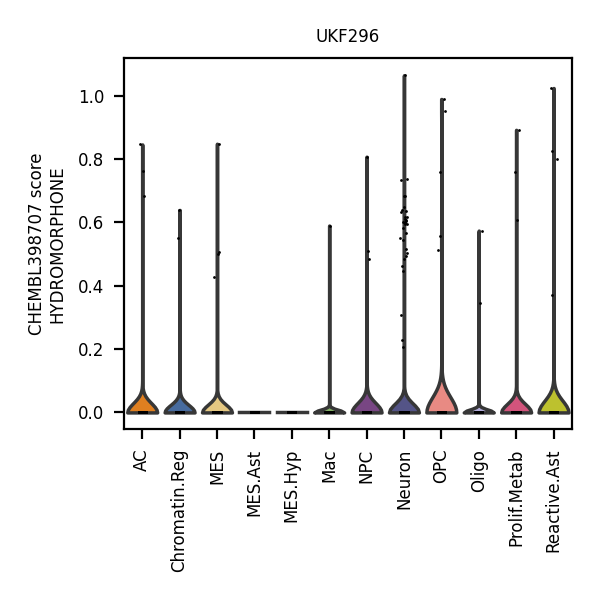 UKF296
CHEMBL398707 score
HYDROMORPHONE
1.0
0.8
0.6
0.4
0.2
0.0
AC
Chromatin.Reg
MES
MES.Ast
MES.Hyp
Mac
NPC
Neuron
OPC
Oligo
Prolif.Metab
Reactive.Ast